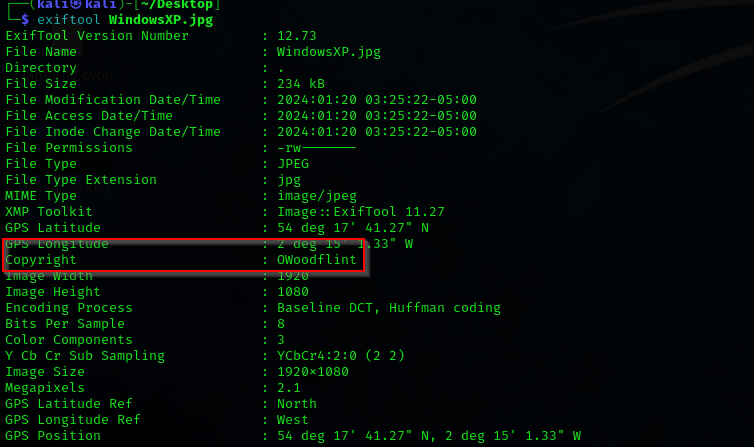 (kali㉿kali)-[~/Desktop]
$ exiftool WindowsXP.jpg
ExifTool Version Number : 12.73
File Name : WindowsXP.jpg
Directory : .
File Size : 234 kB
File Modification Date/Time : 2024:01:20 03:25:22-05:00
File Access Date/Time : 2024:01:20 03:25:22-05:00
File Inode Change Date/Time : 2024:01:20 03:25:22-05:00
File Permissions : -rw-------
File Type : JPEG
File Type Extension : jpg
MIME Type : image/jpeg
XMP Toolkit : Image::ExifTool 11.27
GPS Latitude : 54 deg 17' 41.27" N
GPS Longitude : 2 deg 15' 1.33" W
Copyright : OWoodflint
Image Width : 1920
Image Height : 1080
Encoding Process : Baseline DCT, Huffman coding
Bits Per Sample : 8
Color Components : 3
Y Cb Cr Sub Sampling : YCbCr4:2:0 (2 2)
Image Size : 1920×1080
Megapixels : 2.1
GPS Latitude Ref : North
GPS Longitude Ref : West
GPS Position : 54 deg 17' 41.27" N, 2 deg 15' 1.33" W